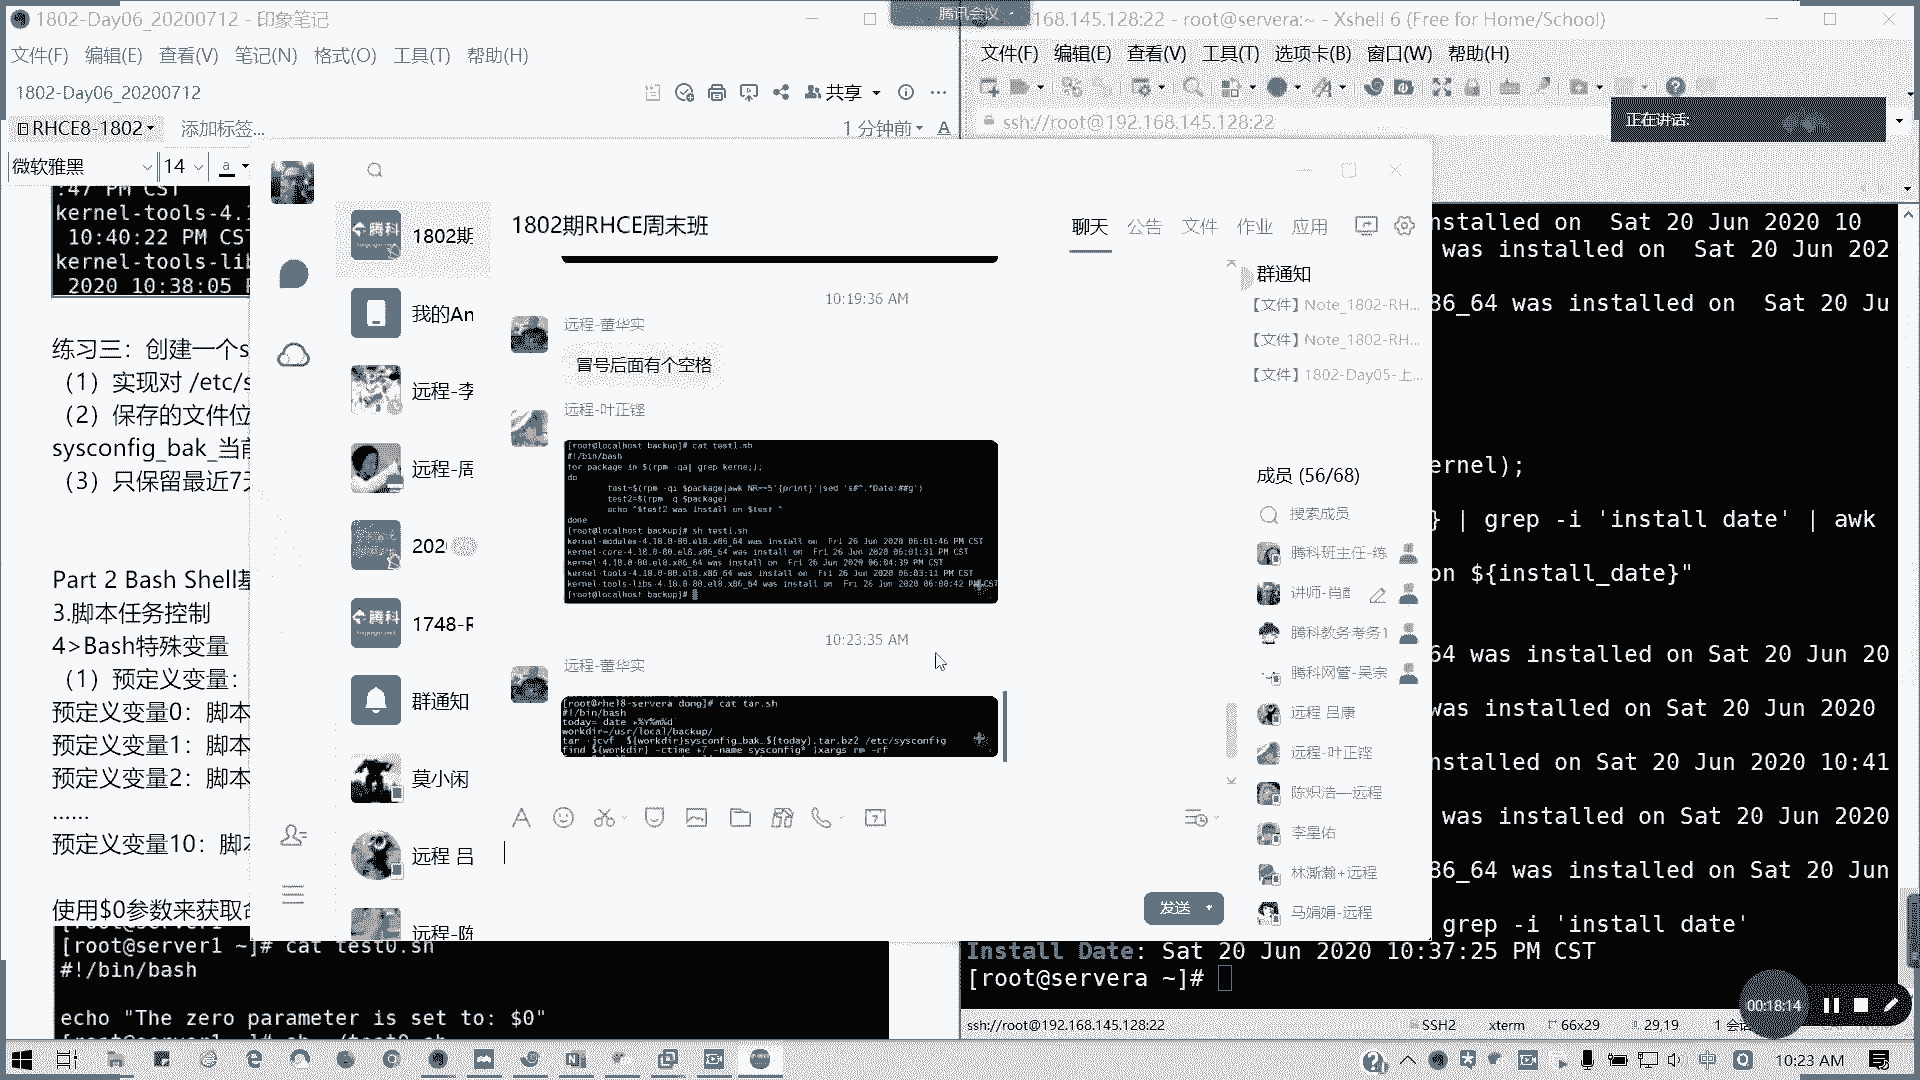 1802-Day06_20200712 - 印象笔记
文件(F) 编辑(E) 查看(V) 笔记(N) 格式(O) 工具(T) 帮助(H)
1802-Day06_20200712
共享
RHCE8-1802
添加标签...
1 分钟前
微软雅黑
14
:47 PM CST
kernel-tools-4.
10:40:22 PM CST
kernel-tools-lib
2020 10:38:05
练习三：创建一个s
（1）实现对 /etc/s
（2）保存的文件位
sysconfig_bak_当前
（3）只保留最近7天
Part 2 Bash Shell基
3.脚本任务控制
4>Bash特殊变量
（1）预定义变量：
预定义变量0：脚本
预定义变量1：脚本
预定义变量2：脚本
......
预定义变量10：脚本
使用$0参数来获取命
[root@server1 ~]# cat test0.sh
#!/bin/bash
echo "The zero parameter is set to: $0"
腾讯会议
1802期
我的An
远程-李
远程-周
202
1748-R
群通知
莫小闲
远程 吕
远程-陈
1802期RHCE周末班
聊天 公告 文件 作业 应用
10:19:36 AM
远程-董华实
冒号后面有个空格
远程-叶正铿
[root@localhost backup]# cat test1.sh
#!/bin/bash
for package in $(rpm -qa| grep kerne;);
do
test=$(rpm -qi $package|awk NR==5'{print}'|sed 's#^.*Date:##g')
test2=$(rpm -q $package)
echo "$test2 was install on $test "
done
[root@localhost backup]# sh test1.sh
kernel-modules-4.18.0-80.el8.x86_64 was install on Fri 26 Jun 2020 06:01:46 PM CST
kernel-core-4.18.0-80.el8.x86_64 was install on Fri 26 Jun 2020 06:01:31 PM CST
kernel-4.18.0-80.el8.x86_64 was install on Fri 26 Jun 2020 06:04:39 PM CST
kernel-tools-4.18.0-80.el8.x86_64 was install on Fri 26 Jun 2020 06:03:11 PM CST
kernel-tools-libs-4.18.0-80.el8.x86_64 was install on Fri 26 Jun 2020 06:00:42 PM CST
[root@localhost backup]#
10:23:35 AM
远程-董华实
[root@rhel8-servera dong]# cat tar.sh
#!/bin/bash
today=`date +%Y%m%d`
workdir=/usr/local/backup/
tar -jcvf ${workdir}sysconfig_bak_${today}.tar.bz2 /etc/sysconfig
find ${workdir} -ctime +7 -name sysconfig* |xargs rm -rf
发送
群通知
【文件】Note_1802-RH...
【文件】Note_1802-RH...
【文件】1802-Day05-上...
成员 (56/68)
搜索成员
腾科班主任-练
讲师-肖
腾科教务考务1
腾科网管-吴宗
远程 吕康
远程-叶正铿
陈炽浩—远程
李星佑
林澌瀚+远程
马娟娟-远程
168.145.128:22 - root@servera:~ - Xshell 6 (Free for Home/School)
文件(F) 编辑(E) 查看(V) 工具(T) 选项卡(B) 窗口(W) 帮助(H)
ssh://root@192.168.145.128:22
正在讲话:
nstalled on  Sat 20 Jun 2020 10
was installed on  Sat 20 Jun 202
86_64 was installed on  Sat 20 Ju
ernel);
} | grep -i 'install date' | awk
on ${install_date}"
64 was installed on Sat 20 Jun 20
was installed on Sat 20 Jun 2020
nstalled on Sat 20 Jun 2020 10:41
was installed on Sat 20 Jun 2020
86_64 was installed on Sat 20 Jun
grep -i 'install date'
Install Date: Sat 20 Jun 2020 10:37:25 PM CST
[root@servera ~]#
00:18:14
ssh://root@192.168.145.128:22
SSH2
xterm
66x29
29,19
1 会话
10:23 AM